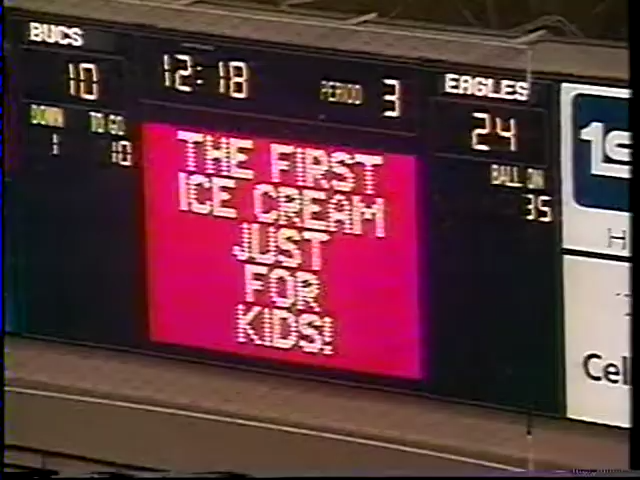 BUCS
10
12:18
PERIOD 3
EAGLES
24
DOWN TO GO
1 10
BALL ON
35
THE FIRST
ICE CREAM
JUST
FOR
KIDS!
1s
H
Cel